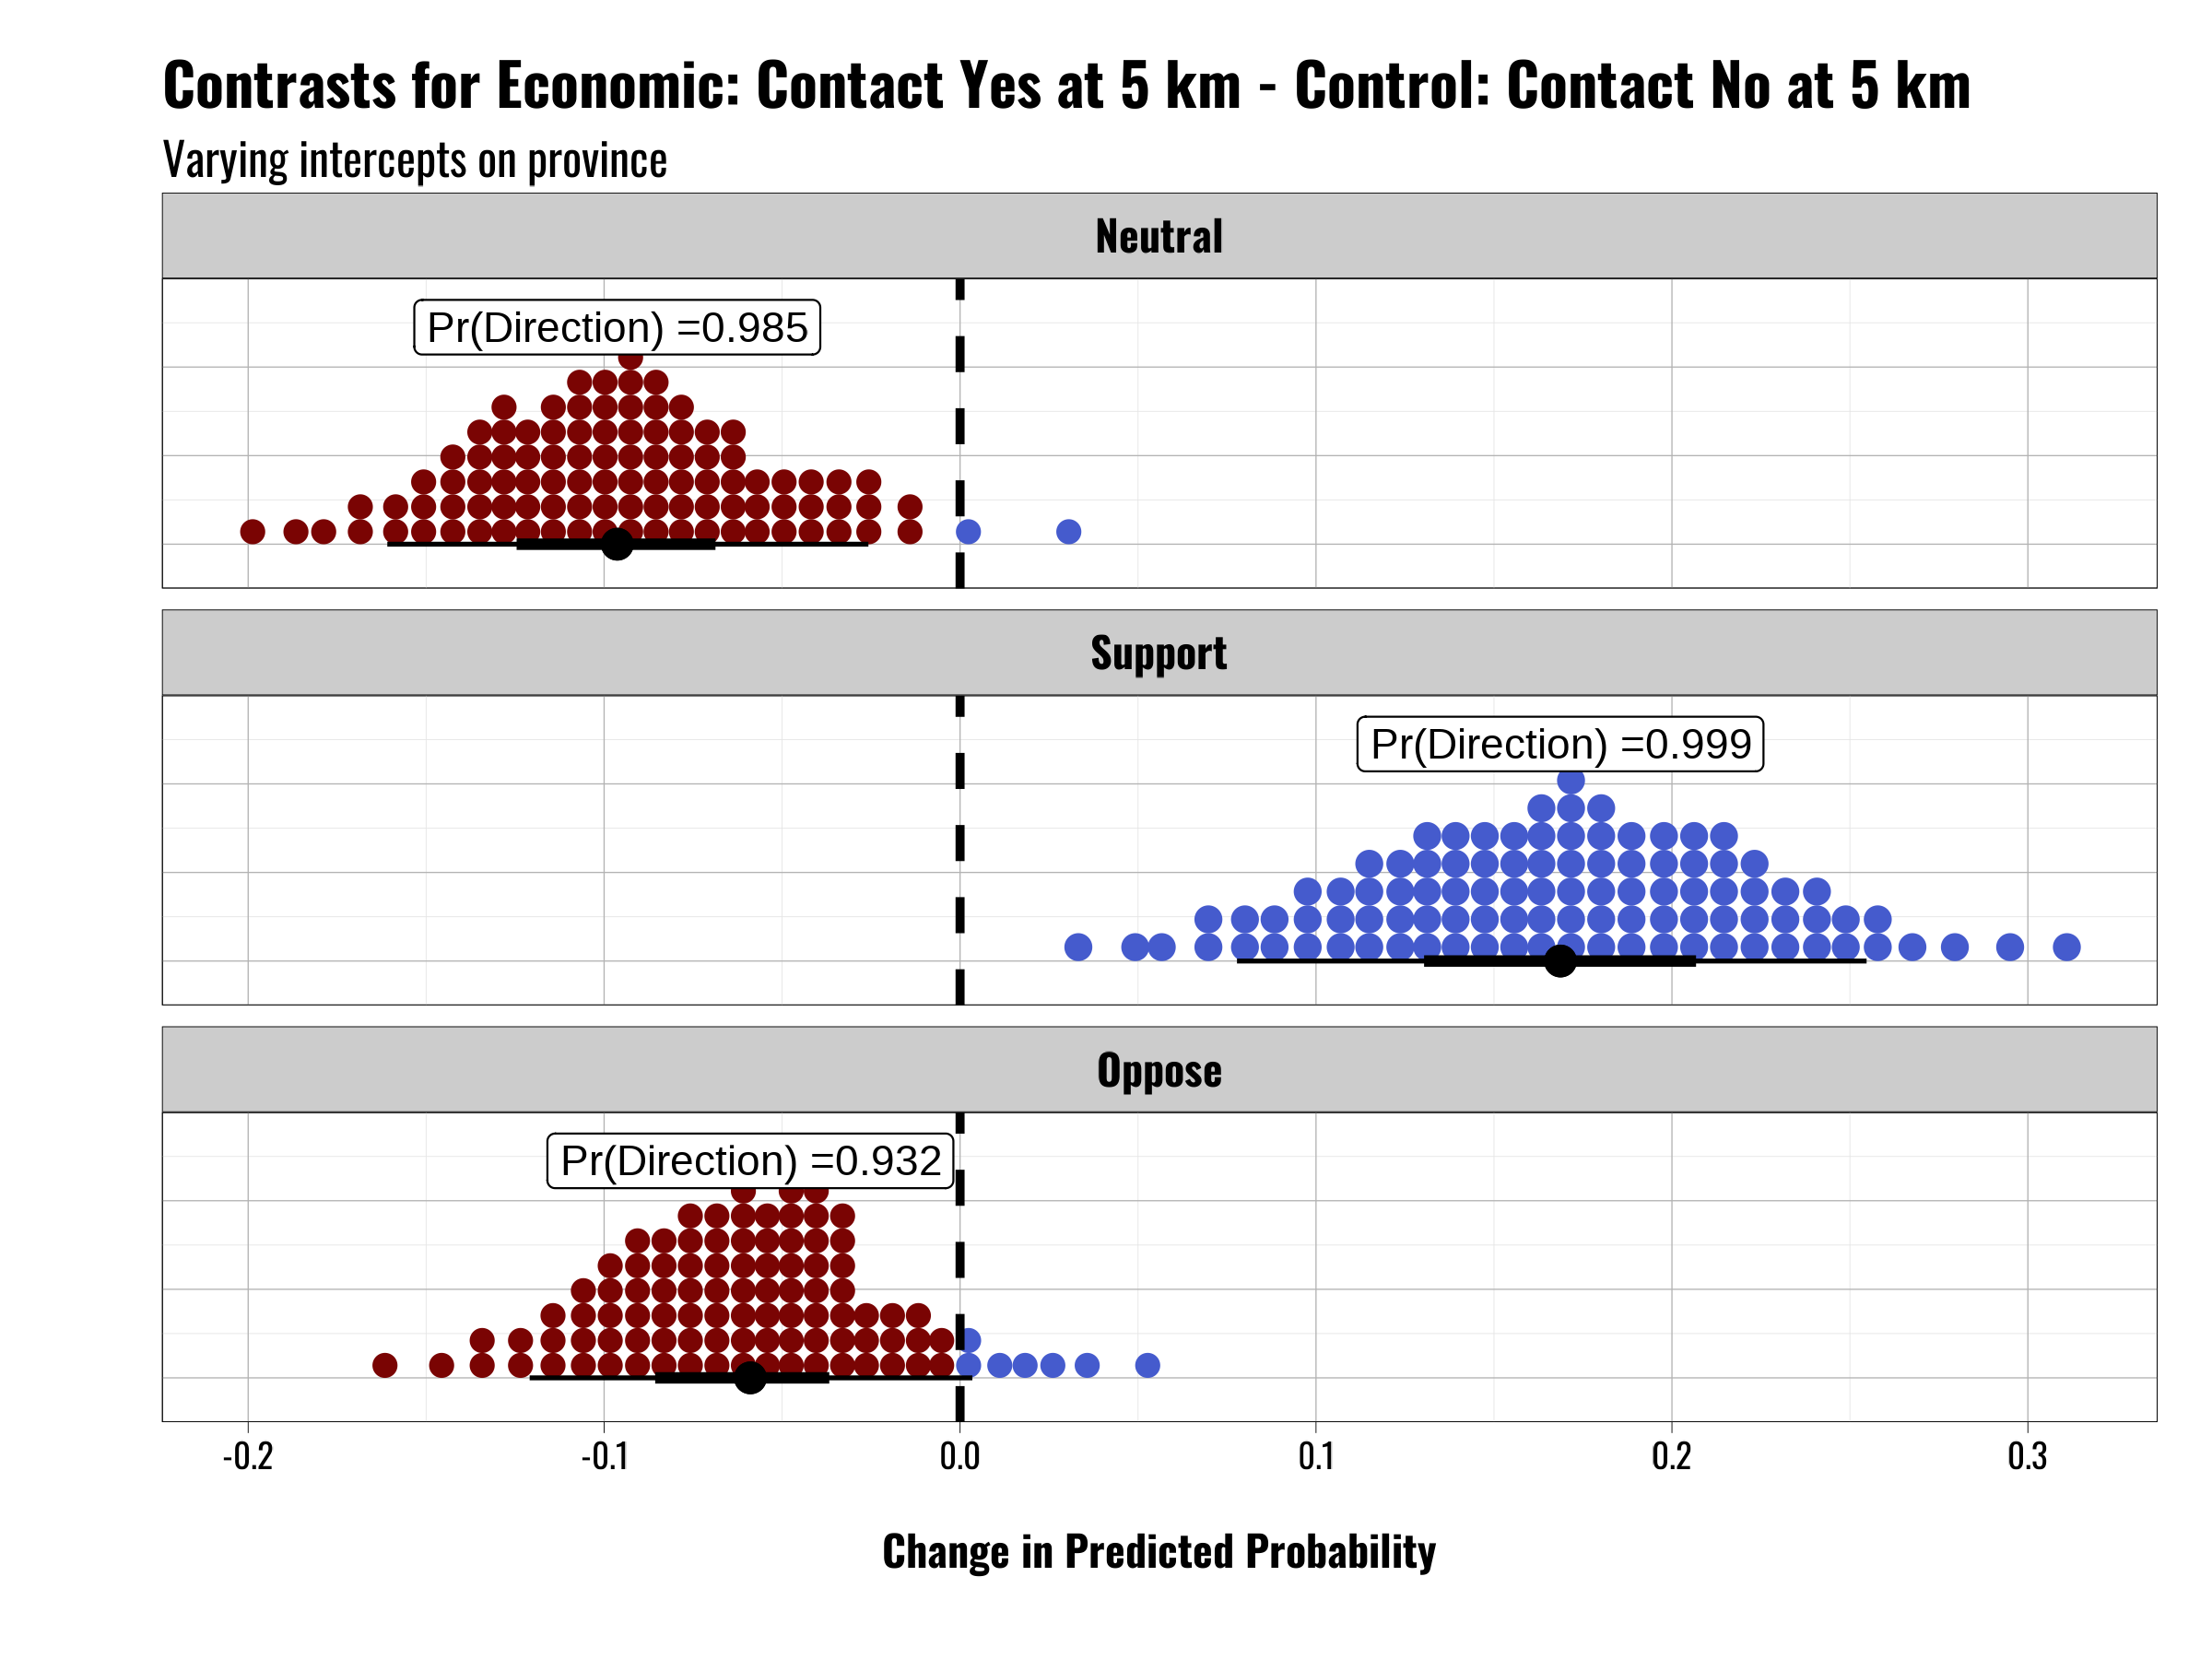 Contrasts for Economic: Contact Yes at 5 km - Control: Contact No at 5 km
Varying intercepts on province
Neutral
Pr(Direction) =0.985
Support
Pr(Direction) =0.999
Oppose
Pr(Direction) =0.932
-0.2 -0.1 0.0 0.1 0.2 0.3
Change in Predicted Probability